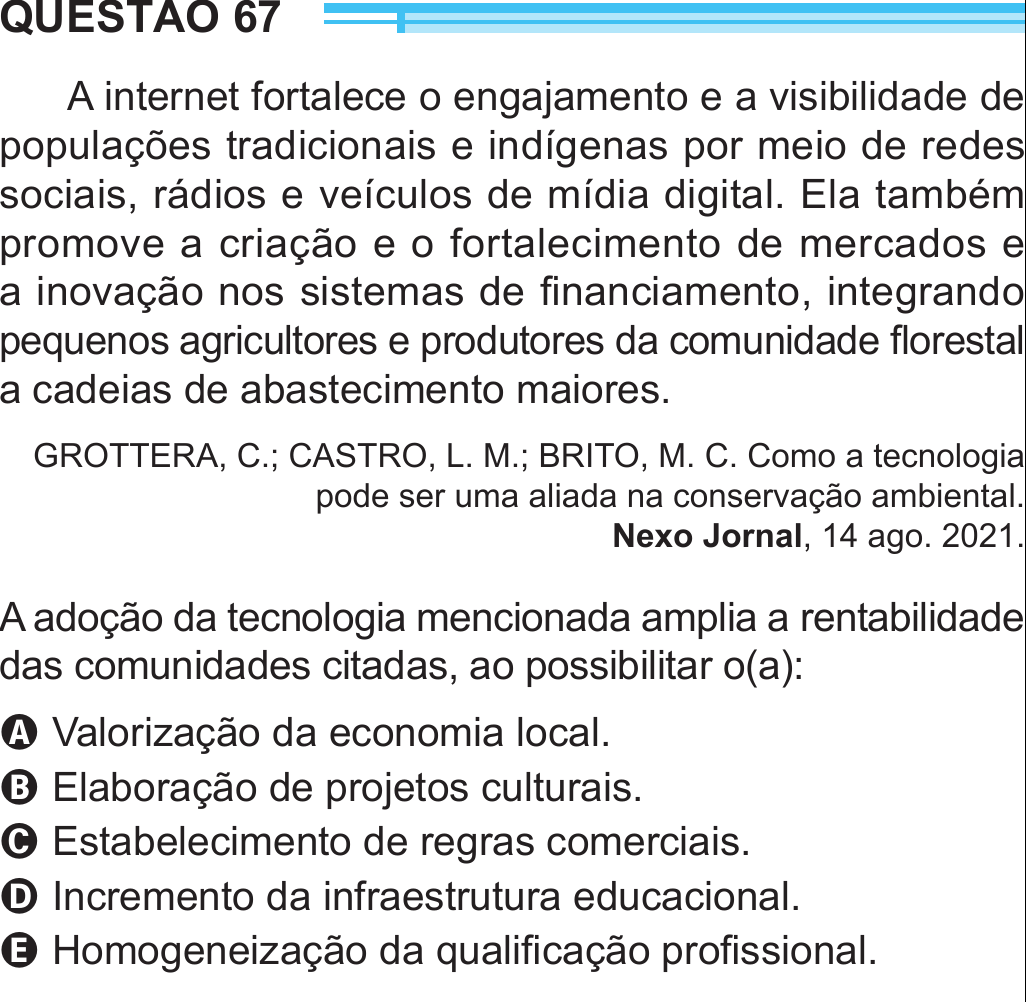 QUESTÃO 67
A internet fortalece o engajamento e a visibilidade de
populações tradicionais e indígenas por meio de redes
sociais, rádios e veículos de mídia digital. Ela também
promove a criação e o fortalecimento de mercados e
a inovação nos sistemas de financiamento, integrando
pequenos agricultores e produtores da comunidade florestal
a cadeias de abastecimento maiores.
GROTTERA, C.; CASTRO, L. M.; BRITO, M. C. Como a tecnologia
pode ser uma aliada na conservação ambiental.
Nexo Jornal, 14 ago. 2021.
A adoção da tecnologia mencionada amplia a rentabilidade
das comunidades citadas, ao possibilitar o(a):
A Valorização da economia local.
B Elaboração de projetos culturais.
C Estabelecimento de regras comerciais.
D Incremento da infraestrutura educacional.
E Homogeneização da qualificação profissional.